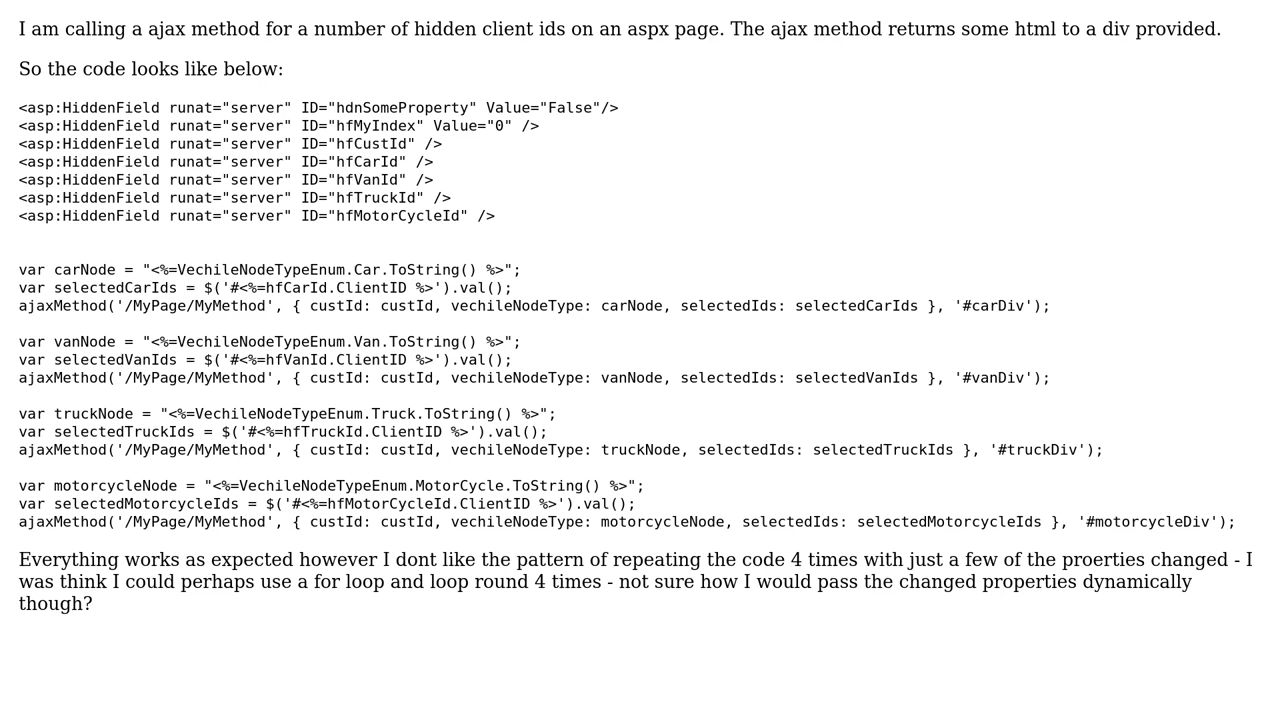 I am calling a ajax method for a number of hidden client ids on an aspx page. The ajax method returns some html to a div provided.
So the code looks like below:
<asp:HiddenField runat="server" ID="hdnSomeProperty" Value="False"/>
<asp:HiddenField runat="server" ID="hfMyIndex" Value="0" />
<asp:HiddenField runat="server" ID="hfCustId" />
<asp:HiddenField runat="server" ID="hfCarId" />
<asp:HiddenField runat="server" ID="hfVanId" />
<asp:HiddenField runat="server" ID="hfTruckId" />
<asp:HiddenField runat="server" ID="hfMotorCycleId" />
var carNode = "<%=VechileNodeTypeEnum.Car.ToString() %>";
var selectedCarIds = $('#<%=hfCarId.ClientID %>').val();
ajaxMethod('/MyPage/MyMethod', { custId: custId, vechileNodeType: carNode, selectedIds: selectedCarIds }, '#carDiv');
var vanNode = "<%=VechileNodeTypeEnum.Van.ToString() %>";
var selectedVanIds = $('#<%=hfVanId.ClientID %>').val();
ajaxMethod('/MyPage/MyMethod', { custId: custId, vechileNodeType: vanNode, selectedIds: selectedVanIds }, '#vanDiv');
var truckNode = "<%=VechileNodeTypeEnum.Truck.ToString() %>";
var selectedTruckIds = $('#<%=hfTruckId.ClientID %>').val();
ajaxMethod('/MyPage/MyMethod', { custId: custId, vechileNodeType: truckNode, selectedIds: selectedTruckIds }, '#truckDiv');
var motorcycleNode = "<%=VechileNodeTypeEnum.MotorCycle.ToString() %>";
var selectedMotorcycleIds = $('#<%=hfMotorCycleId.ClientID %>').val();
ajaxMethod('/MyPage/MyMethod', { custId: custId, vechileNodeType: motorcycleNode, selectedIds: selectedMotorcycleIds }, '#motorcycleDiv');
Everything works as expected however I dont like the pattern of repeating the code 4 times with just a few of the proerties changed - I
was think I could perhaps use a for loop and loop round 4 times - not sure how I would pass the changed properties dynamically
though?